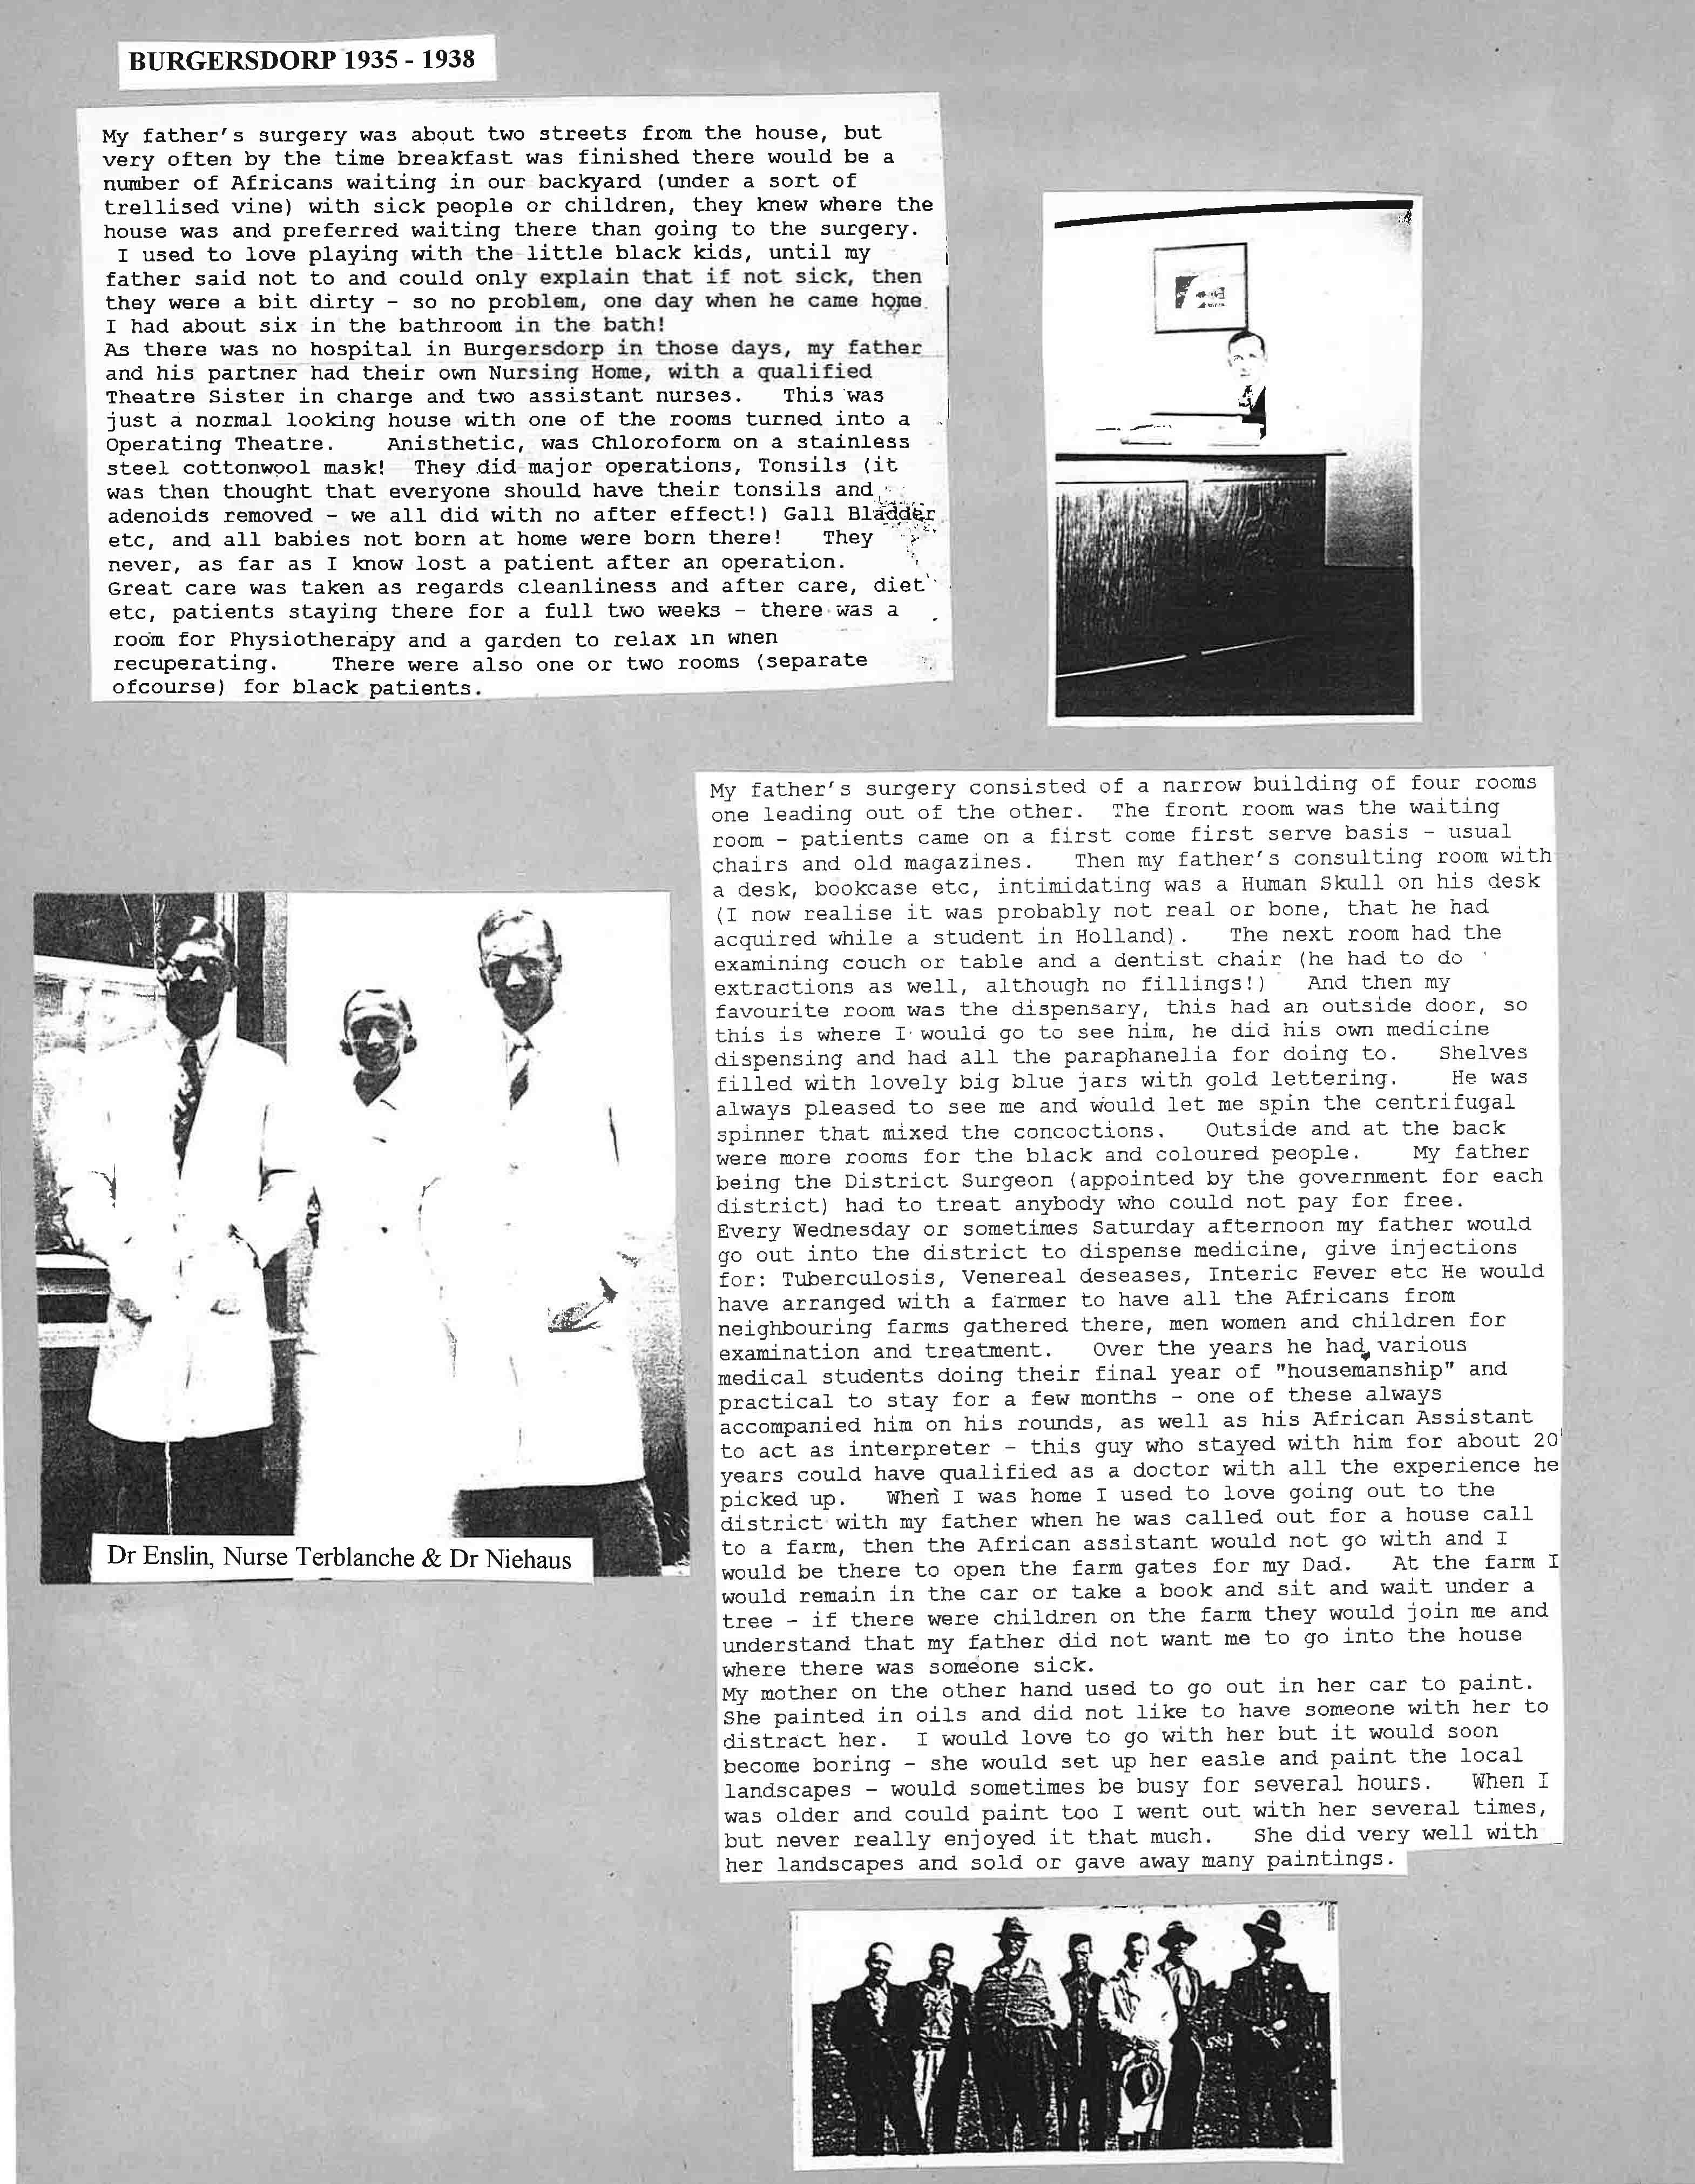 BURGERSDORP 1935 - 1938
My father's surgery was about two streets from the house, but
very often by the time breakfast was finished there would be a
number of Africans waiting in our backyard (under a sort of
trellised vine) with sick people or children, they knew where the
house was and preferred waiting there than going to the surgery.
I used to love playing with the little black kids, until my
father said not to and could only explain that if not sick, then
they were a bit dirty - so no problem, one day when he came home
I had about six in the bathroom in the bath!
As there was no hospital in Burgersdorp in those days, my father
and his partner had their own Nursing Home, with a qualified
Theatre Sister in charge and two assistant nurses. This was
just a normal looking house with one of the rooms turned into a
Operating Theatre. Anisthetic, was Chloroform on a stainless
steel cottonwool mask! They did major operations, Tonsils (it
was then thought that everyone should have their tonsils and
adenoids removed - we all did with no after effect!) Gall Bladder
etc, and all babies not born at home were born there! They
never, as far as I know lost a patient after an operation.
Great care was taken as regards cleanliness and after care, diet
etc, patients staying there for a full two weeks - there was a
room for Physiotherapy and a garden to relax in when
recuperating. There were also one or two rooms (separate
ofcourse) for black patients.
My father's surgery consisted of a narrow building of four rooms
one leading out of the other. The front room was the waiting
room - patients came on a first come first serve basis - usual
chairs and old magazines. Then my father's consulting room with
a desk, bookcase etc, intimidating was a Human Skull on his desk
(I now realise it was probably not real or bone, that he had
acquired while a student in Holland). The next room had the
examining couch or table and a dentist chair (he had to do
extractions as well, although no fillings!) And then my
favourite room was the dispensary, this had an outside door, so
this is where I would go to see him, he did his own medicine
dispensing and had all the paraphanelia for doing to. Shelves
filled with lovely big blue jars with gold lettering. He was
always pleased to see me and would let me spin the centrifugal
spinner that mixed the concoctions. Outside and at the back
were more rooms for the black and coloured people. My father
being the District Surgeon (appointed by the government for each
district) had to treat anybody who could not pay for free.
Every Wednesday or sometimes Saturday afternoon my father would
go out into the district to dispense medicine, give injections
for: Tuberculosis, Venereal deseases, Interic Fever etc He would
have arranged with a farmer to have all the Africans from
neighbouring farms gathered there, men women and children for
examination and treatment. Over the years he had various
medical students doing their final year of "housemanship" and
practical to stay for a few months - one of these always
accompanied him on his rounds, as well as his African Assistant
to act as interpreter - this guy who stayed with him for about 20
years could have qualified as a doctor with all the experience he
picked up. When I was home I used to love going out to the
district with my father when he was called out for a house call
to a farm, then the African assistant would not go with and I
would be there to open the farm gates for my Dad. At the farm I
would remain in the car or take a book and sit and wait under a
tree - if there were children on the farm they would join me and
understand that my father did not want me to go into the house
where there was someone sick.
My mother on the other hand used to go out in her car to paint.
She painted in oils and did not like to have someone with her to
distract her. I would love to go with her but it would soon
become boring - she would set up her easle and paint the local
landscapes - would sometimes be busy for several hours. When I
was older and could paint too I went out with her several times,
but never really enjoyed it that much. She did very well with
her landscapes and sold or gave away many paintings.
Dr Enslin, Nurse Terblanche & Dr Niehaus